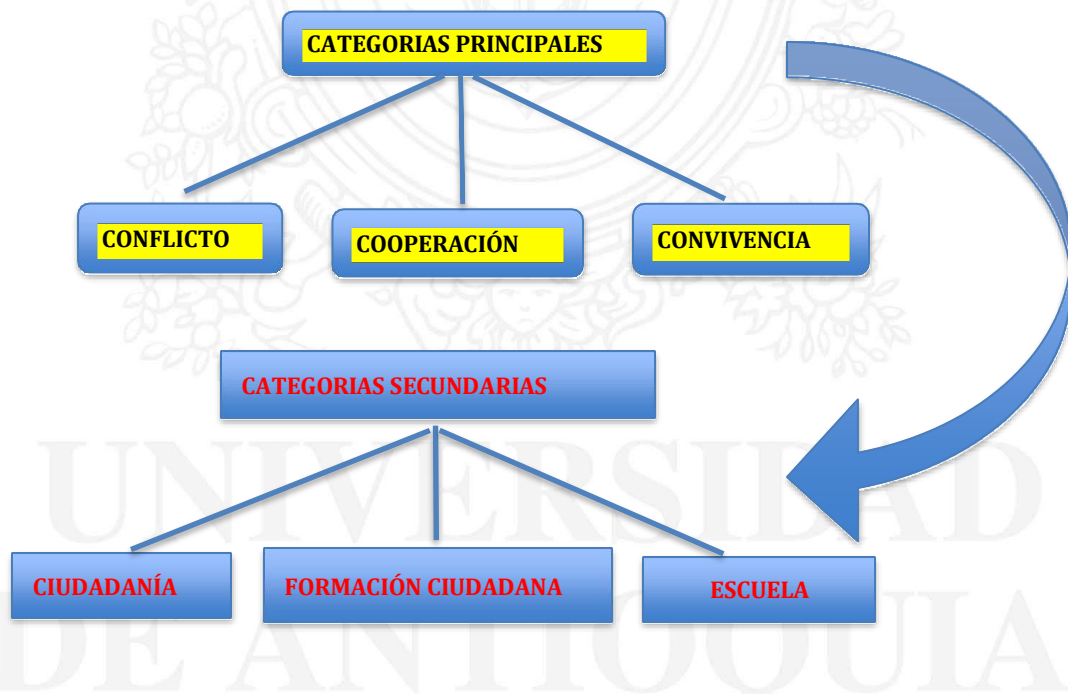 CATEGORIAS PRINCIPALES
CONFLICTO
COOPERACIÓN
CONVIVENCIA
CATEGORIAS SECUNDARIAS
CIUDADANÍA
FORMACIÓN CIUDADANA
ESCUELA
UNIVERSIDAD
DE ANTIOQUIA